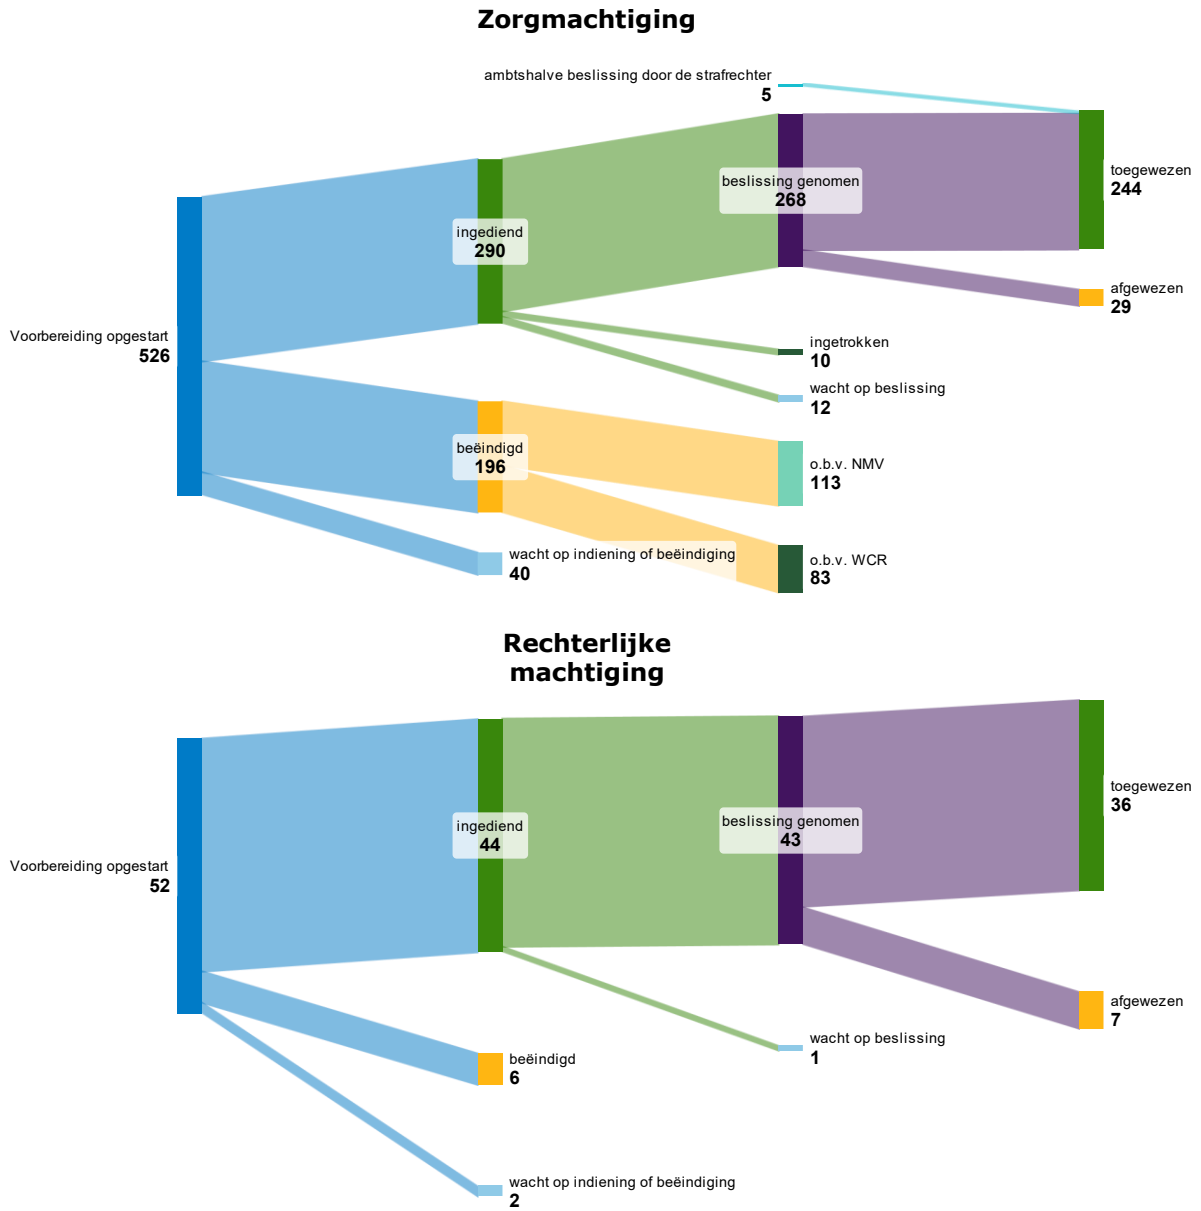 Zorgmachtiging
ambtshalve beslissing door de strafrechter
5
toegewezen
244
beslissing genomen
268
ingediend
290
afgewezen
29
Voorbereiding opgestart
526
ingetrokken
10
wacht op beslissing
12
beëindigd
196
o.b.v. NMV
113
wacht op indiening of beëindiging
40
o.b.v. WCR
83
Rechterlijke
machtiging
toegewezen
36
beslissing genomen
43
ingediend
44
Voorbereiding opgestart
52
afgewezen
7
wacht op beslissing
1
beëindigd
6
wacht op indiening of beëindiging
2